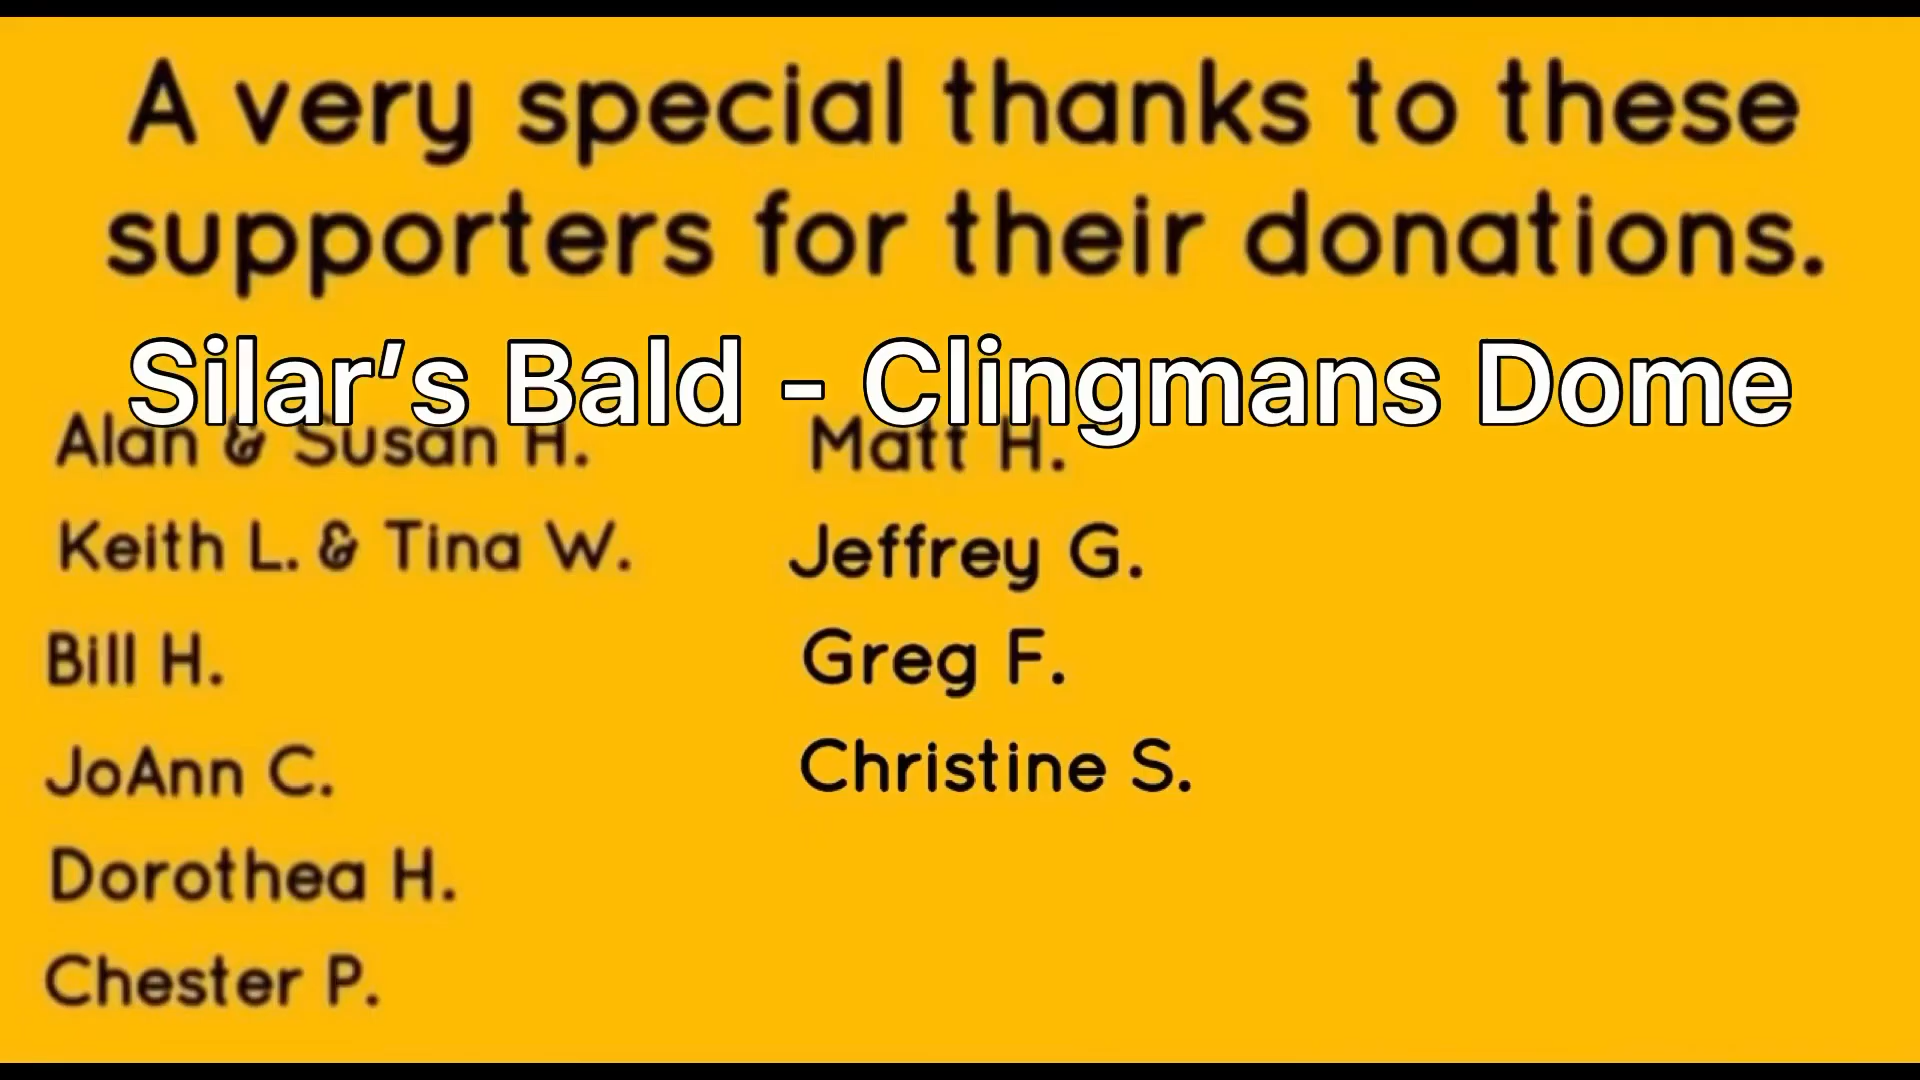 A very special thanks to these
supporters for their donations.
Silar’s Bald - Clingmans Dome
Alan & Susan H.
Keith L. & Tina W.
Bill H.
JoAnn C.
Dorothea H.
Chester P.
Matt H.
Jeffrey G.
Greg F.
Christine S.